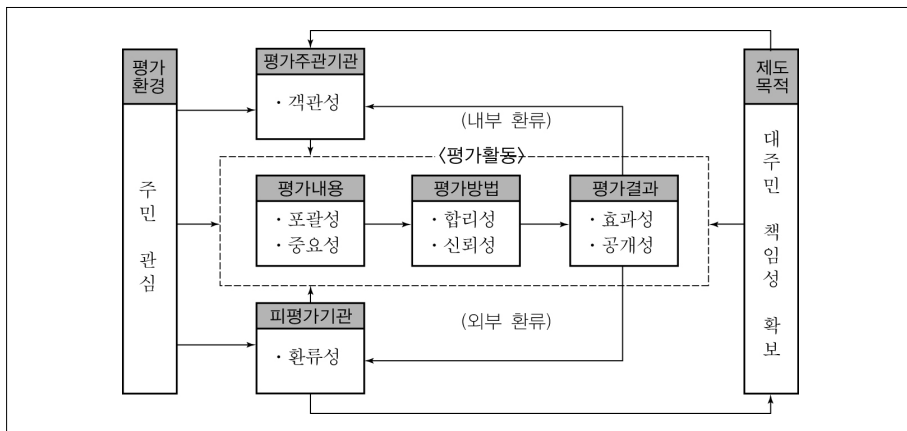 평가
환경
주민 관심
평가주관기관
· 객관성
(내부 환류)
〈평가활동〉
평가내용
· 포괄성
· 중요성
평가방법
· 합리성
· 신뢰성
평가결과
· 효과성
· 공개성
피평가기관
· 환류성
(외부 환류)
제도
목적
대주민 책임성 확보